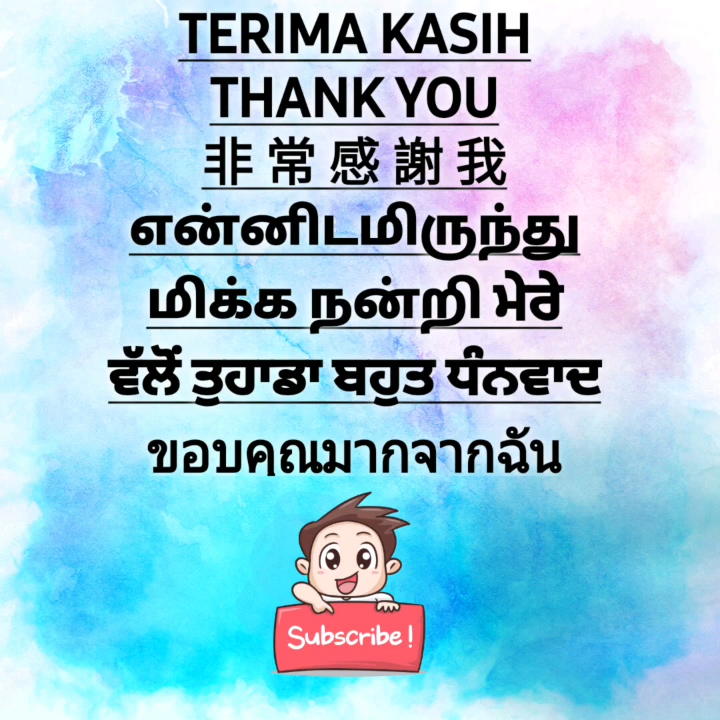 TERIMA KASIH
THANK YOU
非常感謝我
என்னிடமிருந்து
மிக்க நன்றி ਮੇਰੇ
ਵੱਲੋਂ ਤੁਹਾਡਾ ਬਹੁਤ ਧੰਨਵਾਦ
ขอบคุณมากจากฉัน
Subscribe!